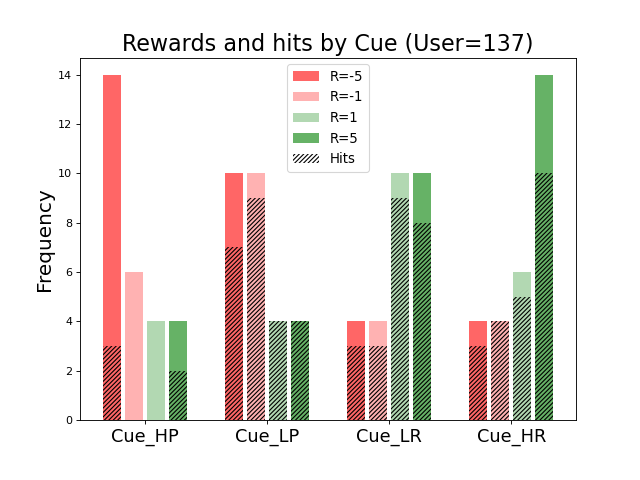 Rewards and hits by Cue (User=137)
R=-5
R=-1
R=1
R=5
Hits
Frequency
14
12
10
8
6
4
2
0
Cue_HP
Cue_LP
Cue_LR
Cue_HR